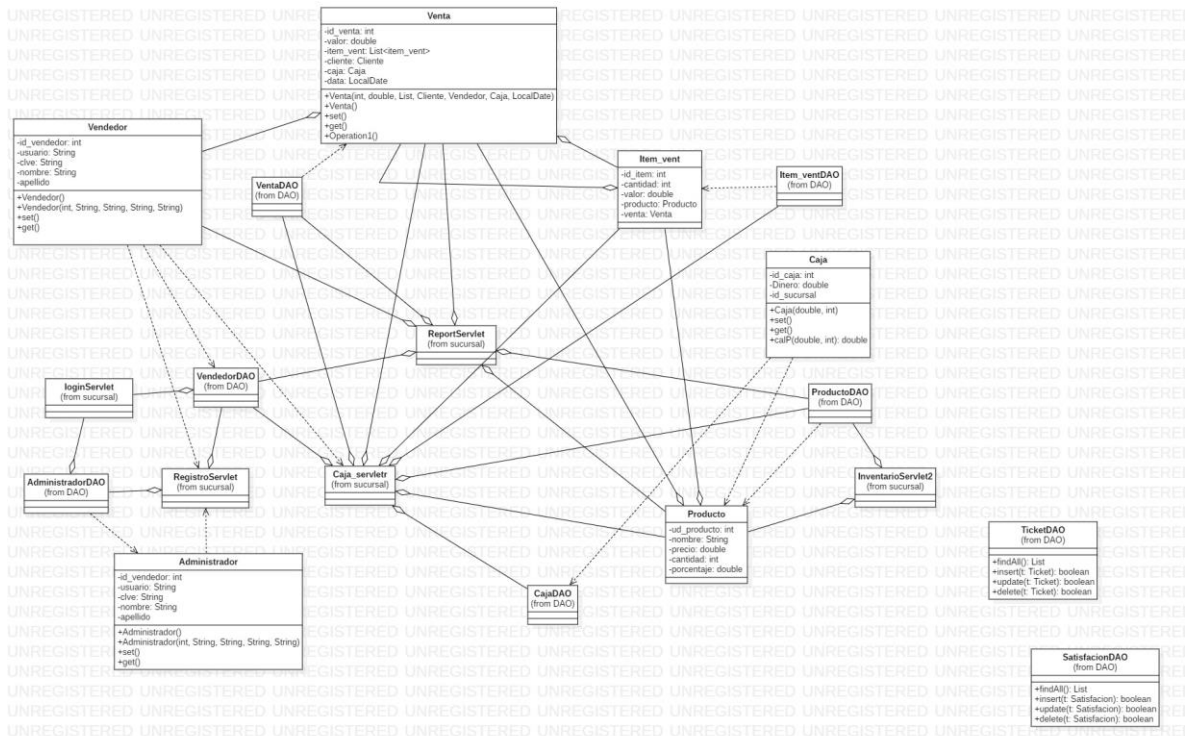 UNREGISTERED
Venta
-id_venta: int
-valor: double
-item_vent: List<item_vent>
-cliente: Cliente
-caja: Caja
-data: LocalDate
+Venta(int, double, List, Cliente, Vendedor, Caja, LocalDate)
+Venta()
+set()
+get()
+Operation1()
Vendedor
-id_vendedor: int
-usuario: String
-clve: String
-nombre: String
-apellido
+Vendedor()
+Vendedor(int, String, String, String, String)
+set()
+get()
VentaDAO
(from DAO)
Item_vent
-id_item: int
-cantidad: int
-valor: double
-producto: Producto
-venta: Venta
Item_ventDAO
(from DAO)
Caja
-id_caja: int
-Dinero: double
-id_sucursal
+Caja(double, int)
+set()
+get()
+calP(double, int): double
ReportServlet
(from sucursal)
loginServlet
(from sucursal)
VendedorDAO
(from DAO)
ProductoDAO
(from DAO)
AdministradorDAO
(from DAO)
RegistroServlet
(from sucursal)
Caja_servletr
(from sucursal)
InventarioServlet2
(from sucursal)
Producto
-ud_producto: int
-nombre: String
-precio: double
-cantidad: int
-porcentaje: double
TicketDAO
(from DAO)
+findAll(): List
+insert(t: Ticket): boolean
+update(t: Ticket): boolean
+delete(t: Ticket): boolean
Administrador
-id_vendedor: int
-usuario: String
-clve: String
-nombre: String
-apellido
+Administrador()
+Administrador(int, String, String, String, String)
+set()
+get()
CajaDAO
(from DAO)
SatisfacionDAO
(from DAO)
+findAll(): List
+insert(t: Satisfacion): boolean
+update(t: Satisfacion): boolean
+delete(t: Satisfacion): boolean